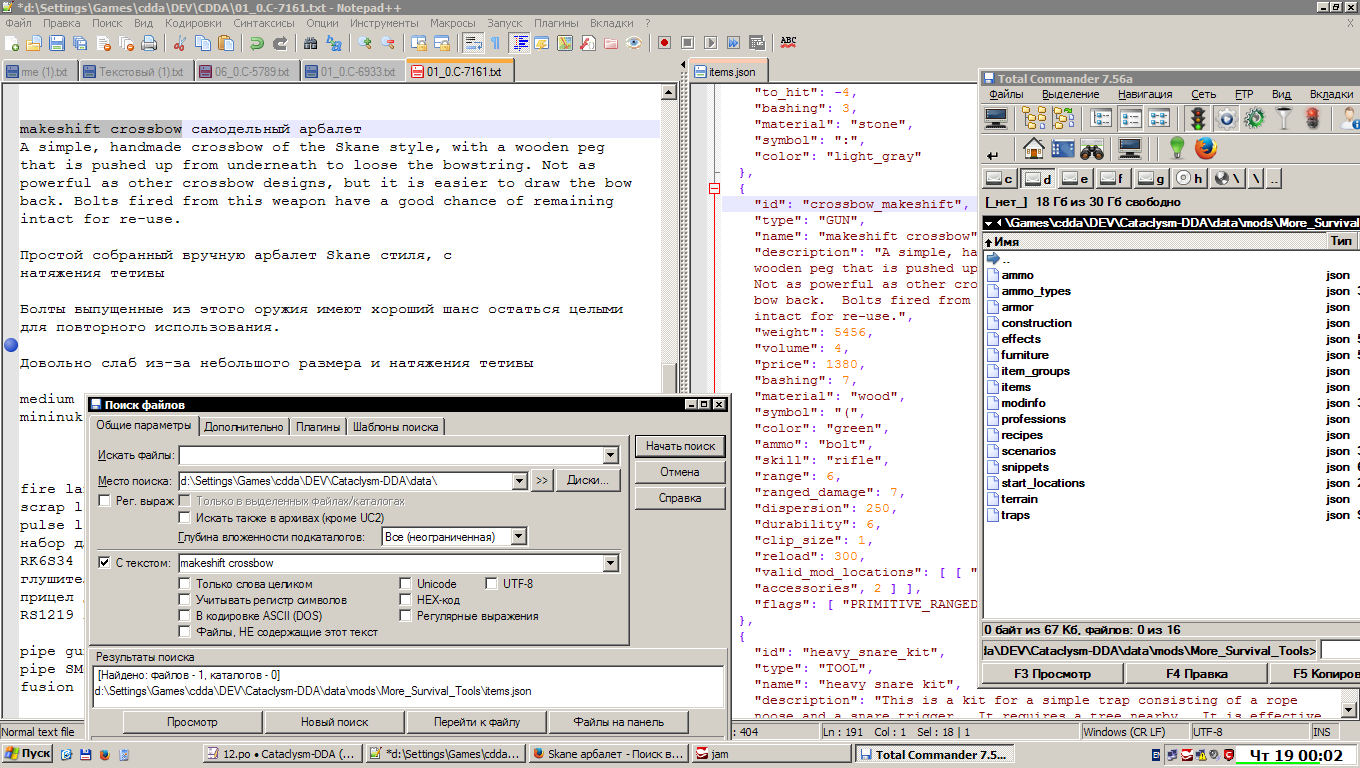 *d:\Settings\Games\cdda\DEV\CDDA\01_0.C-7161.txt - Notepad++
Файл Правка Поиск Вид Кодировки Синтаксисы Опции Инструменты Макросы Запуск Плагины Вкладки ?
X
ABC
rme (1).txt
Текстовый (1).txt
06_0.C-5789.txt
01_0.C-6933.txt
01_0.C-7161.txt
items.json
makeshift crossbow самодельный арбалет
A simple, handmade crossbow of the Skane style, with a wooden peg
that is pushed up from underneath to loose the bowstring. Not as
powerful as other crossbow designs, but it is easier to draw the bow
back. Bolts fired from this weapon have a good chance of remaining
intact for re-use.
Простой собранный вручную арбалет Skane стиля, с
натяжения тетивы
Болты выпущенные из этого оружия имеют хороший шанс остаться целыми
для повторного использования.
Довольно слаб из-за небольшого размера и натяжения тетивы
medium
mininuk
fire la
scrap l
pulse l
набор д
RK6S34
глушител
прицел
RS1219
pipe gu
pipe SM
fusion
"to_hit": -4,
"bashing": 3,
"material": "stone",
"symbol": ":",
"color": "light_gray"
},
{
"id": "crossbow_makeshift",
"type": "GUN",
"name": "makeshift crossbow"
"description": "A simple, ha
wooden peg that is pushed up
Not as powerful as other cro
bow back.  Bolts fired from
intact for re-use.",
"weight": 5456,
"volume": 4,
"price": 1380,
"bashing": 7,
"material": "wood",
"symbol": "(",
"color": "green",
"ammo": "bolt",
"skill": "rifle",
"range": 6,
"ranged_damage": 7,
"dispersion": 250,
"durability": 6,
"clip_size": 1,
"reload": 300,
"valid_mod_locations": [ [ "
accessories", 2 ] ],
"flags": [ "PRIMITIVE_RANGED
},
{
"id": "heavy_snare_kit",
"type": "TOOL",
"name": "heavy snare kit",
"description": "This is a kit for a simple trap consisting of a rope
noose and a snare trigger.  It requires a tree nearby.  It is effective
Total Commander 7.56a
Файлы Выделение Навигация Сеть FTP Вид Вкладки
c d e f g h \ \ ..
[_нет_] 18 Гб из 30 Гб свободно
\Games\cdda\DEV\Cataclysm-DDA\data\mods\More_Survival
Имя Тип
..
ammo json
ammo_types json 3
armor json
construction json
effects json 5
furniture json 5
item_groups json
items json
modinfo json 3
professions json
recipes json
scenarios json
snippets json 6
start_locations json 2
terrain json
traps json 9
0 байт из 67 Кб, файлов: 0 из 16
da\DEV\Cataclysm-DDA\data\mods\More_Survival_Tools>
F3 Просмотр F4 Правка F5 Копиров
Поиск файлов
Общие параметры Дополнительно Плагины Шаблоны поиска
Искать файлы:
Начать поиск
Место поиска: d:\Settings\Games\cdda\DEV\Cataclysm-DDA\data\ >> Диски...
Отмена
Рег. выраж Только в выделенных файлах/каталогах
Справка
Искать также в архивах (кроме UC2)
Глубина вложенности подкаталогов: Все (неограниченная)
С текстом: makeshift crossbow
Только слова целиком Unicode UTF-8
Учитывать регистр символов HEX-код
В кодировке ASCII (DOS) Регулярные выражения
Файлы, НЕ содержащие этот текст
Результаты поиска
[Найдено: файлов - 1, каталогов - 0]
d:\Settings\Games\cdda\DEV\Cataclysm-DDA\data\mods\More_Survival_Tools\items.json
Просмотр Новый поиск Перейти к файлу Файлы на панель
Normal text file : 404 Ln : 191 Col : 1 Sel : 18 | 1 Windows (CR LF) UTF-8 INS
Пуск 12.po • Cataclysm-DDA (... *d:\Settings\Games\cdda... Skane арбалет - Поиск в... jam Total Commander 7.5... Чт 19 00:02